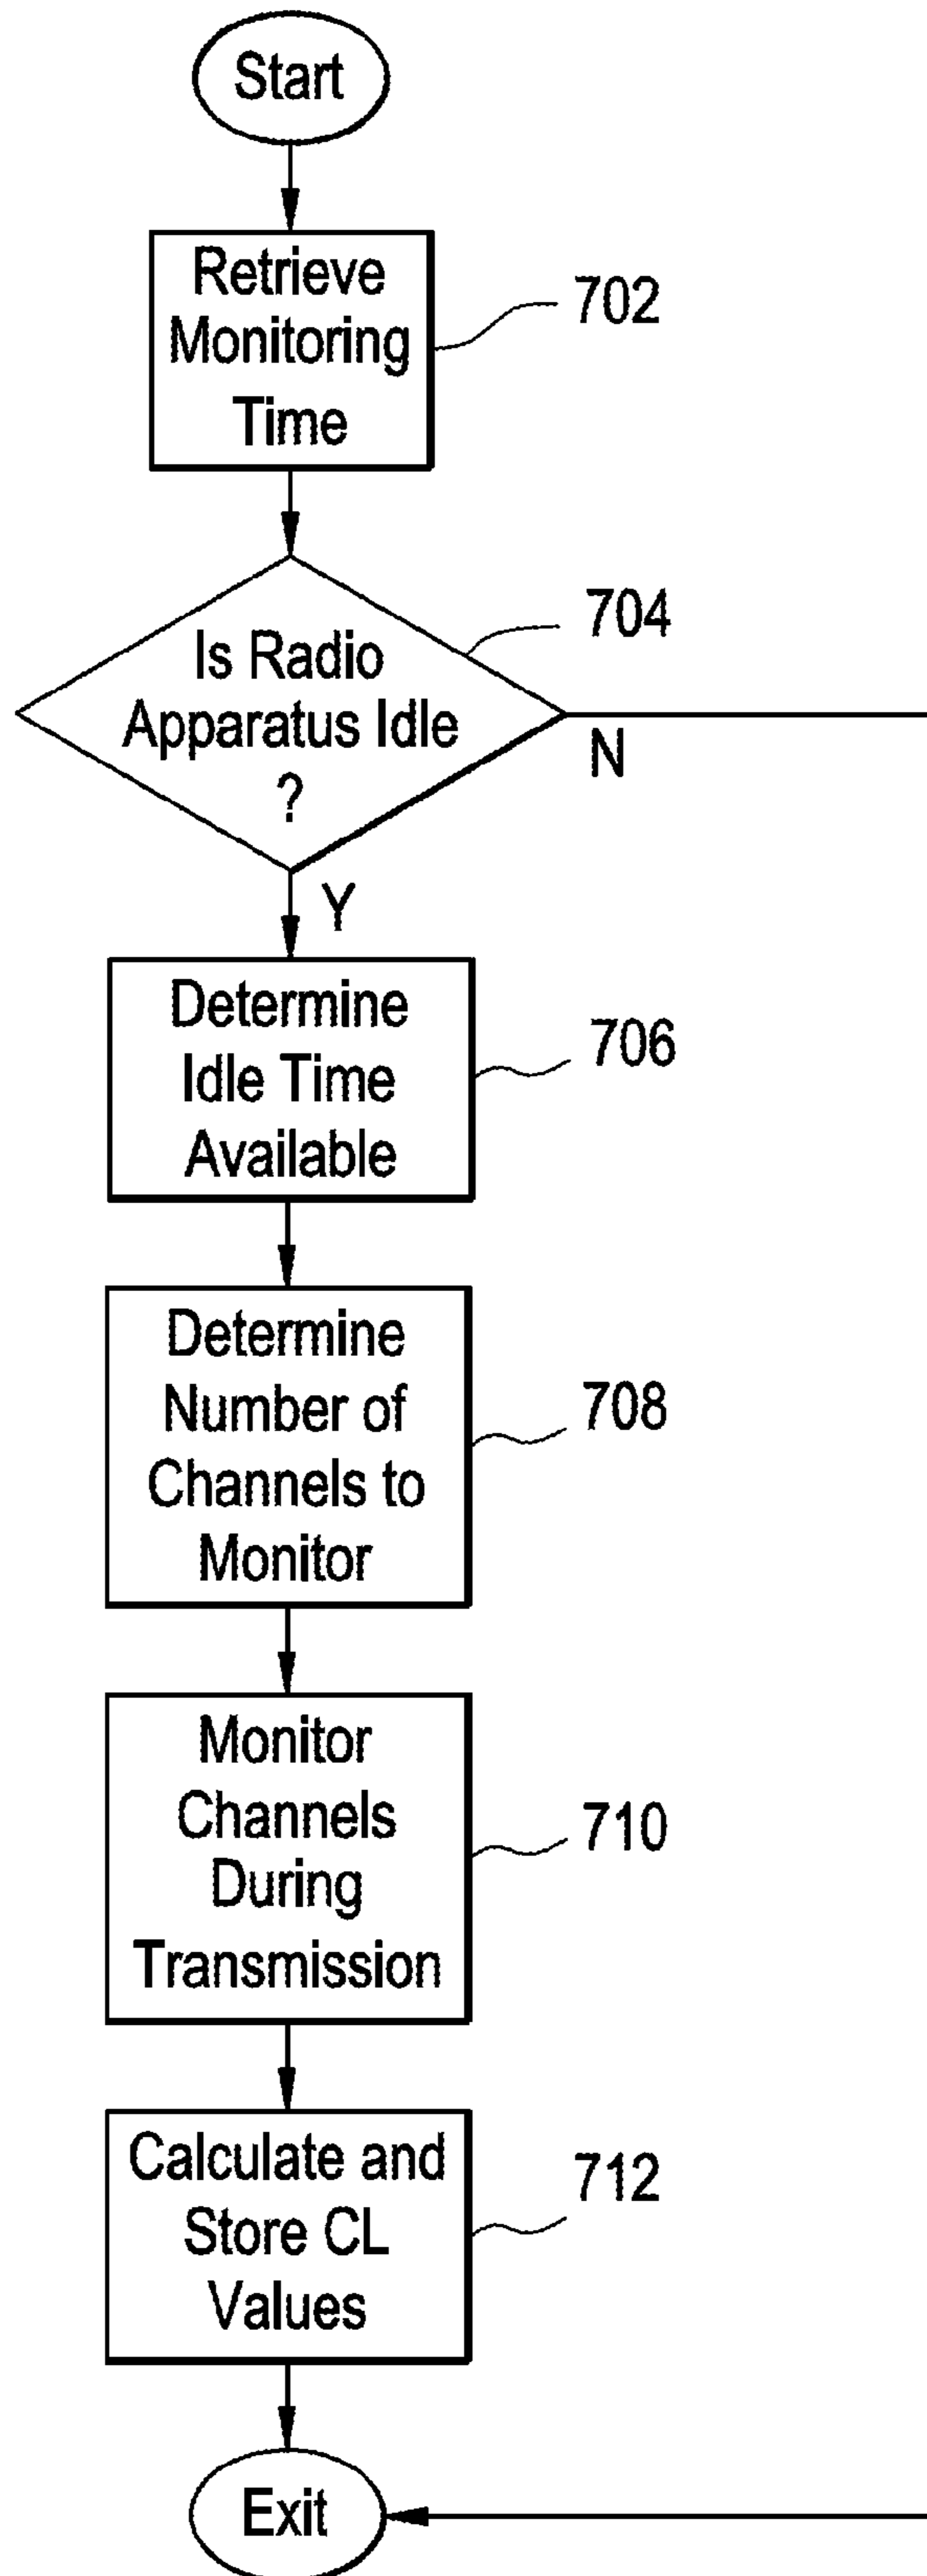 Start
Retrieve
Monitoring
Time
702
Is Radio
Apparatus Idle
?
704
N
Y
Determine
Idle Time
Available
706
Determine
Number of
Channels to
Monitor
708
Monitor
Channels
During
Transmission
710
Calculate and
Store CL
Values
712
Exit